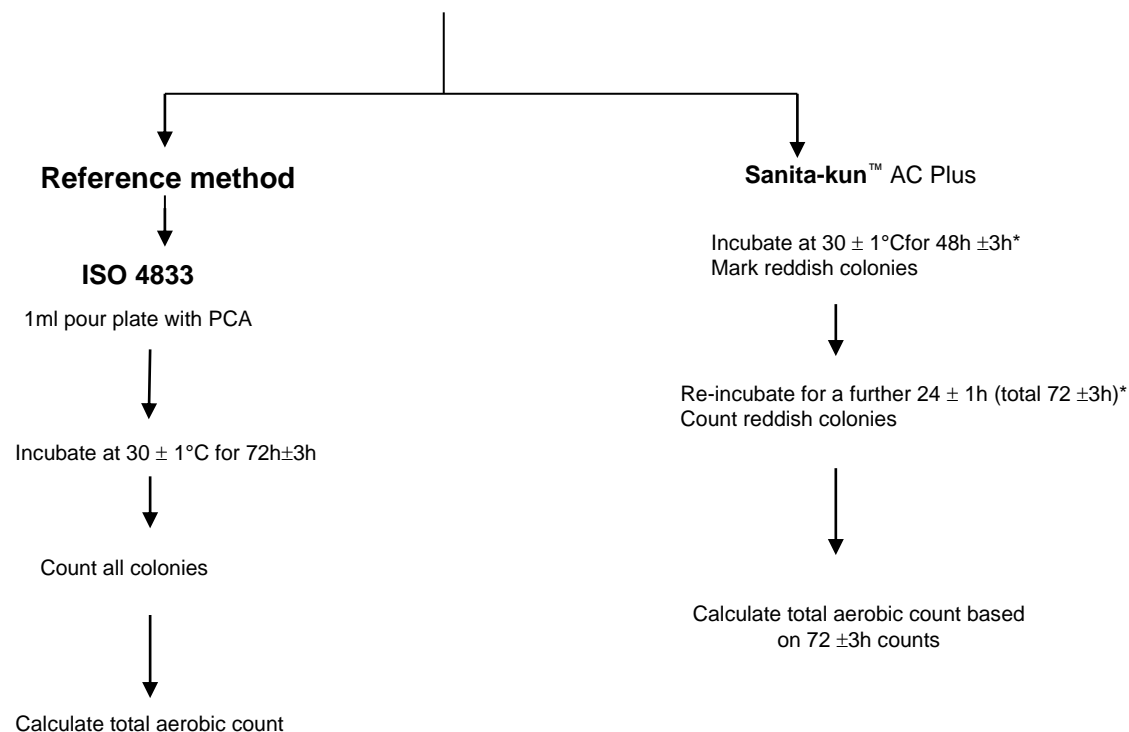 Reference method
ISO 4833
1ml pour plate with PCA
Incubate at 30 ± 1°C for 72h±3h
Count all colonies
Calculate total aerobic count
Sanita-kun™ AC Plus
Incubate at 30 ± 1°Cfor 48h ±3h*
Mark reddish colonies
Re-incubate for a further 24 ± 1h (total 72 ±3h)*
Count reddish colonies
Calculate total aerobic count based
on 72 ±3h counts